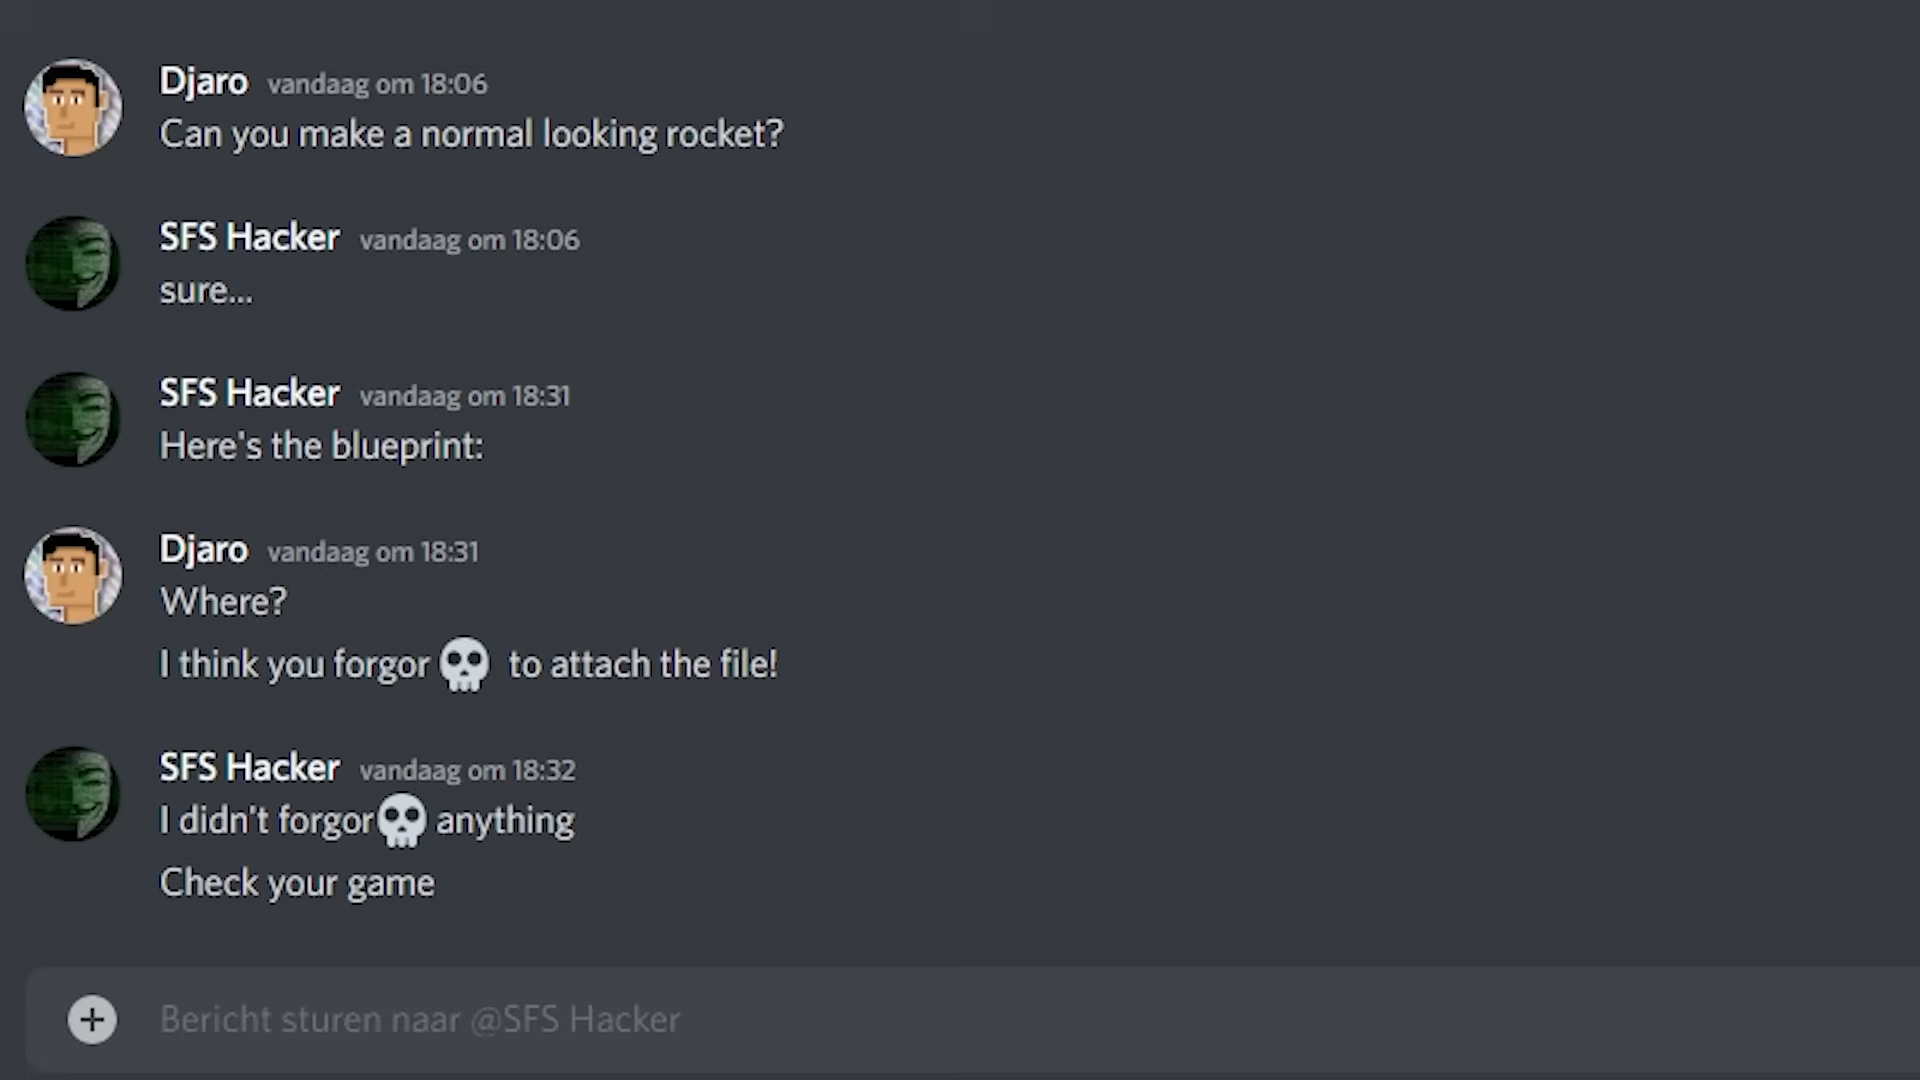 Djaro vandaag om 18:06
Can you make a normal looking rocket?
SFS Hacker vandaag om 18:06
sure...
SFS Hacker vandaag om 18:31
Here's the blueprint:
Djaro vandaag om 18:31
Where?
I think you forgor 💀 to attach the file!
SFS Hacker vandaag om 18:32
I didn't forgor💀 anything
Check your game
Bericht sturen naar @SFS Hacker